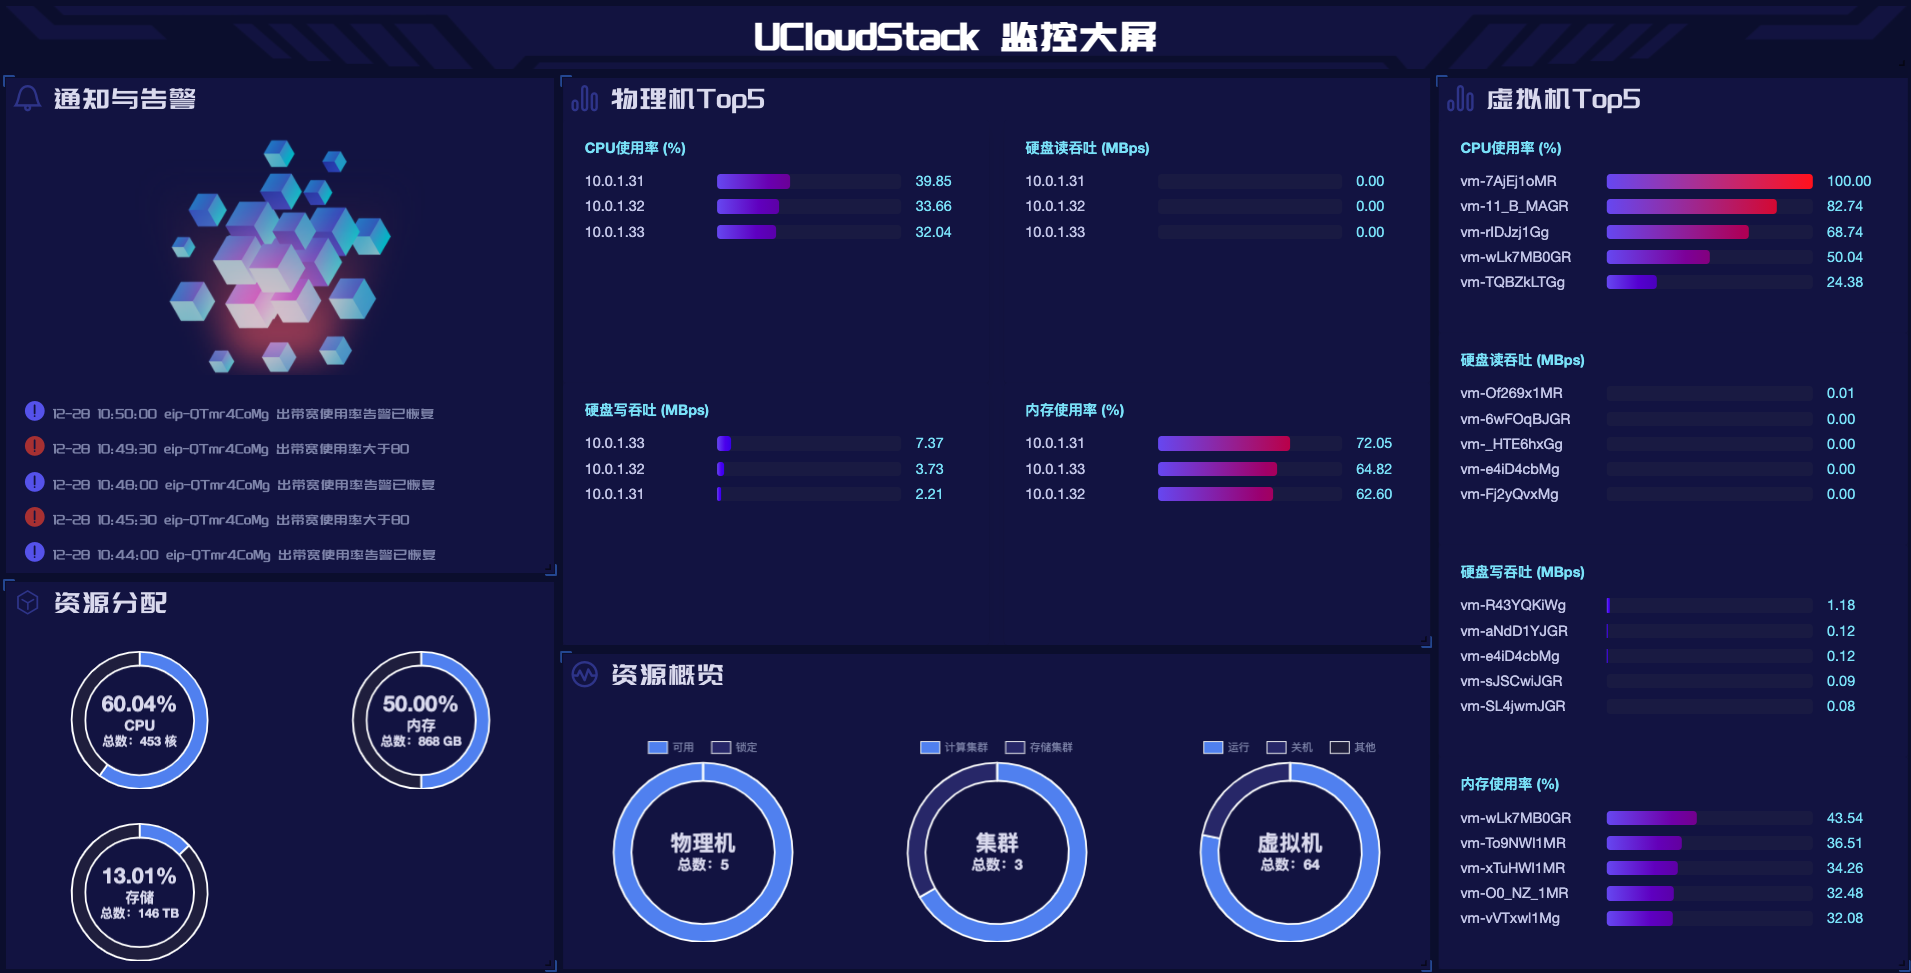 UCloudStack 监控大屏
通知与告警
12-28 10:50:00 eip-QTmr4CoMg 出带宽使用率告警已恢复
12-28 10:49:30 eip-QTmr4CoMg 出带宽使用率大于80
12-28 10:48:00 eip-QTmr4CoMg 出带宽使用率告警已恢复
12-28 10:45:30 eip-QTmr4CoMg 出带宽使用率大于80
12-28 10:44:00 eip-QTmr4CoMg 出带宽使用率告警已恢复
资源分配
60.04%
CPU
总数：453 核
50.00%
内存
总数：868 GB
13.01%
存储
总数：146 TB
物理机Top5
CPU使用率 (%)
10.0.1.31 39.85
10.0.1.32 33.66
10.0.1.33 32.04
硬盘读吞吐 (MBps)
10.0.1.31 0.00
10.0.1.32 0.00
10.0.1.33 0.00
硬盘写吞吐 (MBps)
10.0.1.33 7.37
10.0.1.32 3.73
10.0.1.31 2.21
内存使用率 (%)
10.0.1.31 72.05
10.0.1.33 64.82
10.0.1.32 62.60
资源概览
可用 锁定
物理机
总数：5
计算集群 存储集群
集群
总数：3
运行 关机 其他
虚拟机
总数：64
虚拟机Top5
CPU使用率 (%)
vm-7AjEj1oMR 100.00
vm-11_B_MAGR 82.74
vm-rIDJzj1Gg 68.74
vm-wLk7MB0GR 50.04
vm-TQBZkLTGg 24.38
硬盘读吞吐 (MBps)
vm-Of269x1MR 0.01
vm-6wFOqBJGR 0.00
vm-_HTE6hxGg 0.00
vm-e4iD4cbMg 0.00
vm-Fj2yQvxMg 0.00
硬盘写吞吐 (MBps)
vm-R43YQKiWg 1.18
vm-aNdD1YJGR 0.12
vm-e4iD4cbMg 0.12
vm-sJSCwiJGR 0.09
vm-SL4jwmJGR 0.08
内存使用率 (%)
vm-wLk7MB0GR 43.54
vm-To9NWl1MR 36.51
vm-xTuHWl1MR 34.26
vm-O0_NZ_1MR 32.48
vm-vVTxwl1Mg 32.08